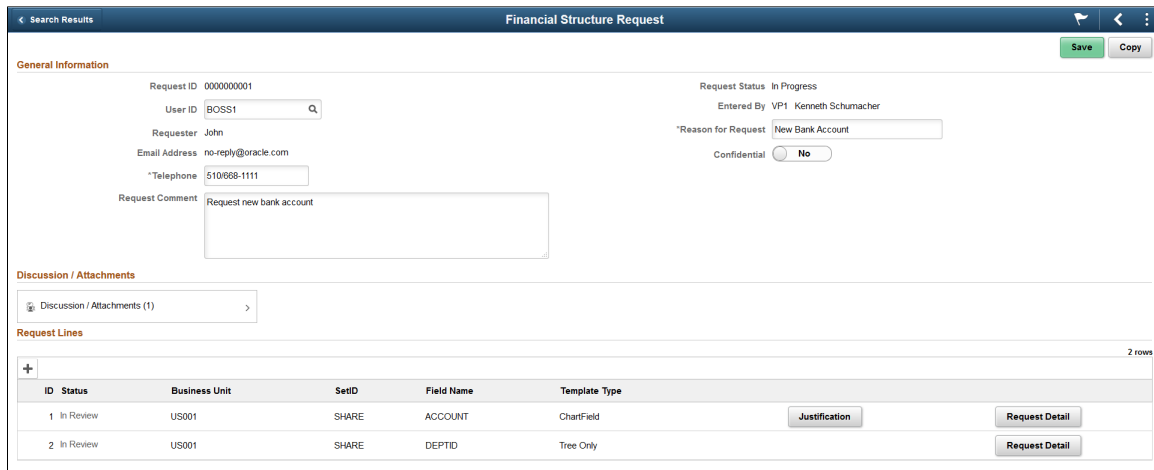 Search Results
Financial Structure Request
Save Copy
General Information
Request ID 0000000001
Request Status In Progress
User ID BOSS1
Entered By VP1 Kenneth Schumacher
Requester John
*Reason for Request New Bank Account
Email Address no-reply@oracle.com
Confidential No
*Telephone 510/668-1111
Request Comment Request new bank account
Discussion / Attachments
Discussion / Attachments (1)
Request Lines
2 rows
ID Status Business Unit SetID Field Name Template Type
1 In Review US001 SHARE ACCOUNT ChartField Justification Request Detail
2 In Review US001 SHARE DEPTID Tree Only Request Detail